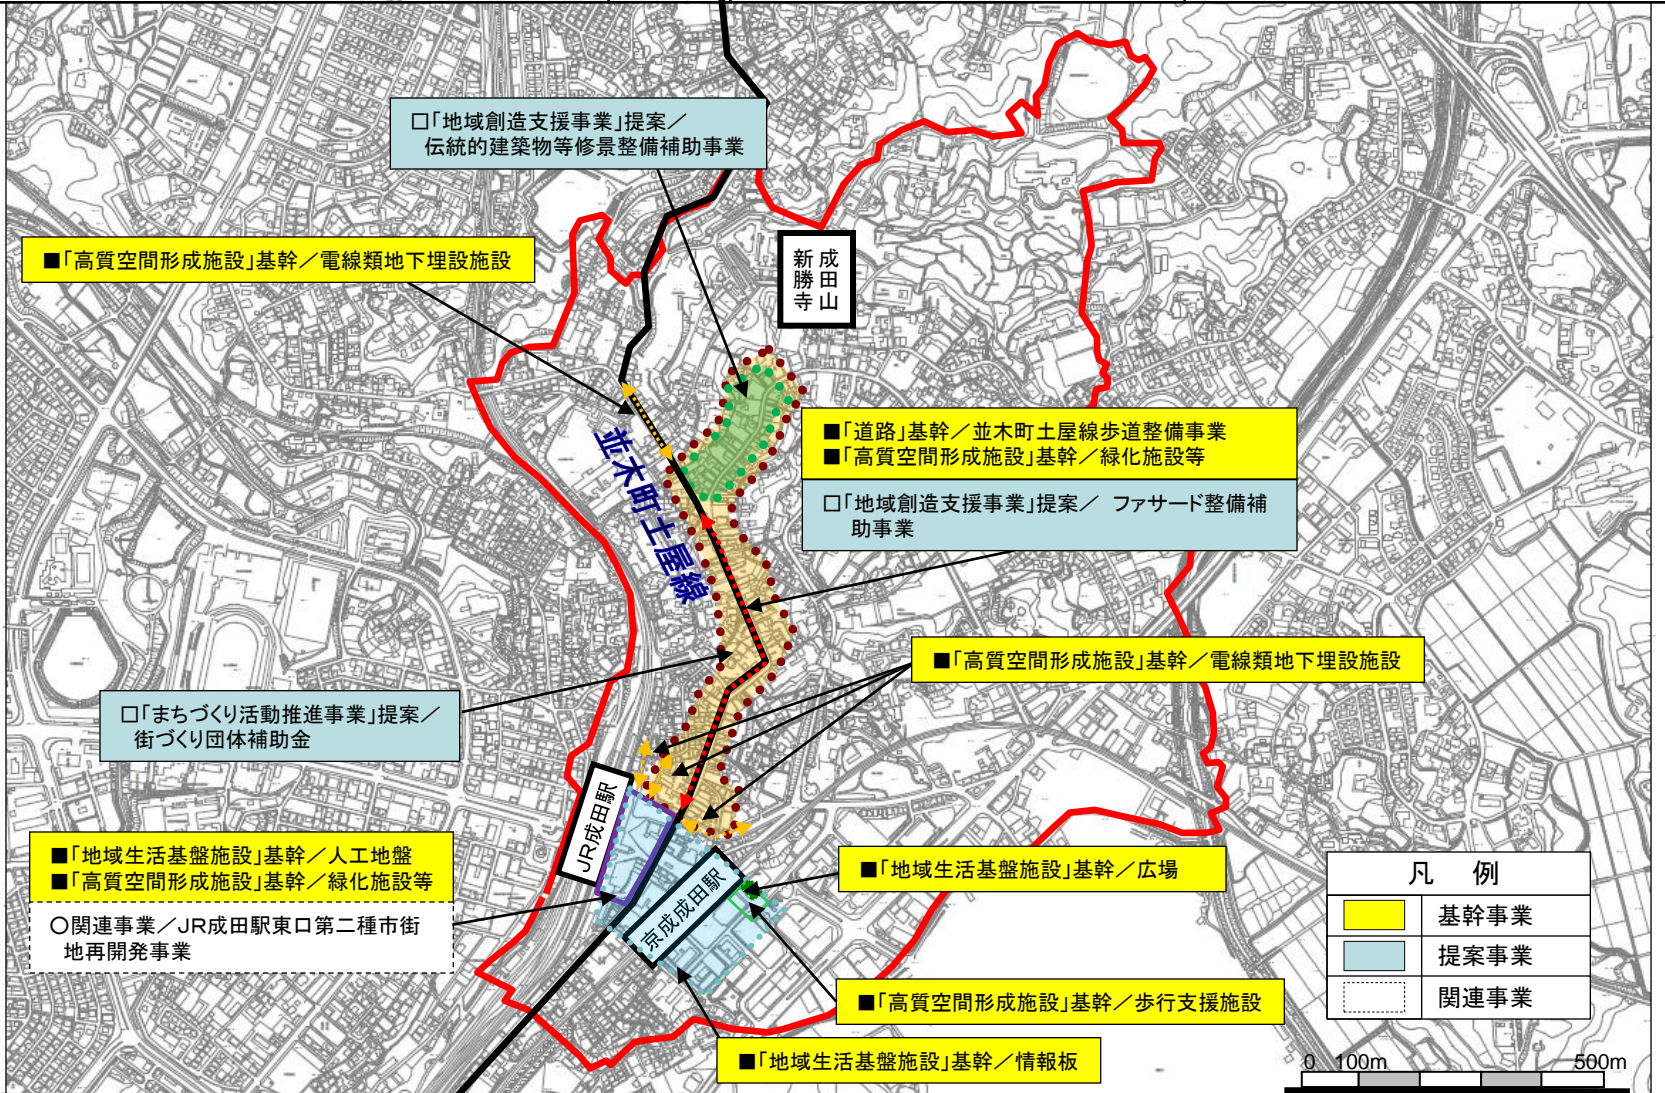 □「地域創造支援事業」提案／
伝統的建築物等修景整備補助事業
■「高質空間形成施設」基幹／電線類地下埋設施設
成田山
新勝寺
■「道路」基幹／並木町土屋線歩道整備事業
■「高質空間形成施設」基幹／緑化施設等
□「地域創造支援事業」提案／　ファサード整備補
助事業
並木町土屋線
■「高質空間形成施設」基幹／電線類地下埋設施設
□「まちづくり活動推進事業」提案／
街づくり団体補助金
JR成田駅
■「地域生活基盤施設」基幹／人工地盤
■「高質空間形成施設」基幹／緑化施設等
○関連事業／JR成田駅東口第二種市街
地再開発事業
京成成田駅
■「地域生活基盤施設」基幹／広場
■「高質空間形成施設」基幹／歩行支援施設
■「地域生活基盤施設」基幹／情報板
凡　例
基幹事業
提案事業
関連事業
0 100m 500m